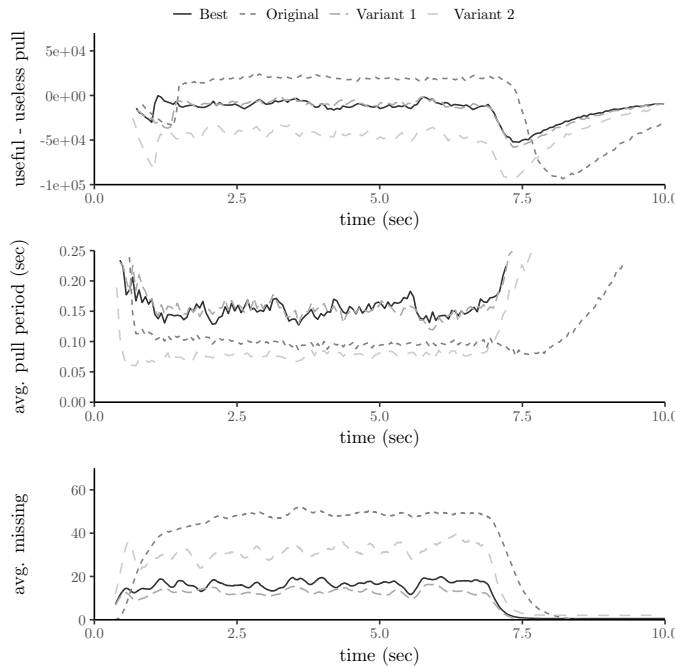 Best Original Variant 1 Variant 2
useful - useless pull
5e+04
0e+00
-5e+04
-1e+05
0.0 2.5 5.0 7.5 10.0
time (sec)
avg. pull period (sec)
0.25
0.20
0.15
0.10
0.05
0.00
0.0 2.5 5.0 7.5 10.0
time (sec)
avg. missing
60
40
20
0
0.0 2.5 5.0 7.5 10.0
time (sec)